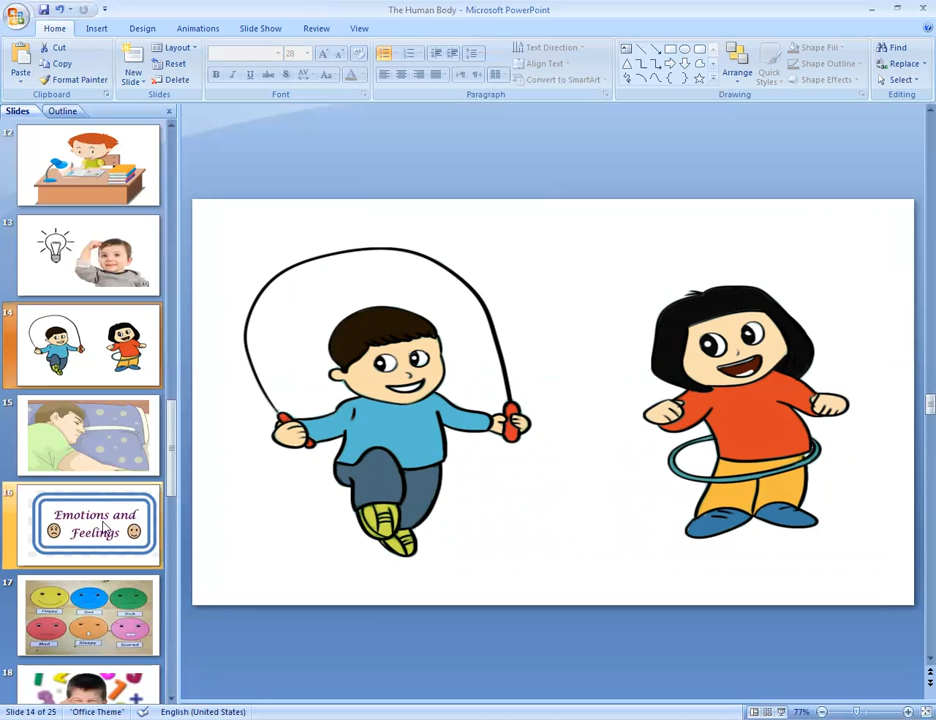 The Human Body - Microsoft PowerPoint
Home Insert Design Animations Slide Show Review View
Paste
Cut
Copy
Format Painter
Clipboard
New Slide
Layout
Reset
Delete
Slides
28
B I U abc S AV Aa A
Font
Paragraph
Text Direction
Align Text
Convert to SmartArt
Arrange
Quick Styles
Shape Fill
Shape Outline
Shape Effects
Drawing
Find
Replace
Select
Editing
Slides Outline
12
13
14
15
16
Emotions and
Feelings
17
Happy Sad Sick
Mad Sleepy Scared
18
Slide 14 of 25 "Office Theme" English (United States) 77%